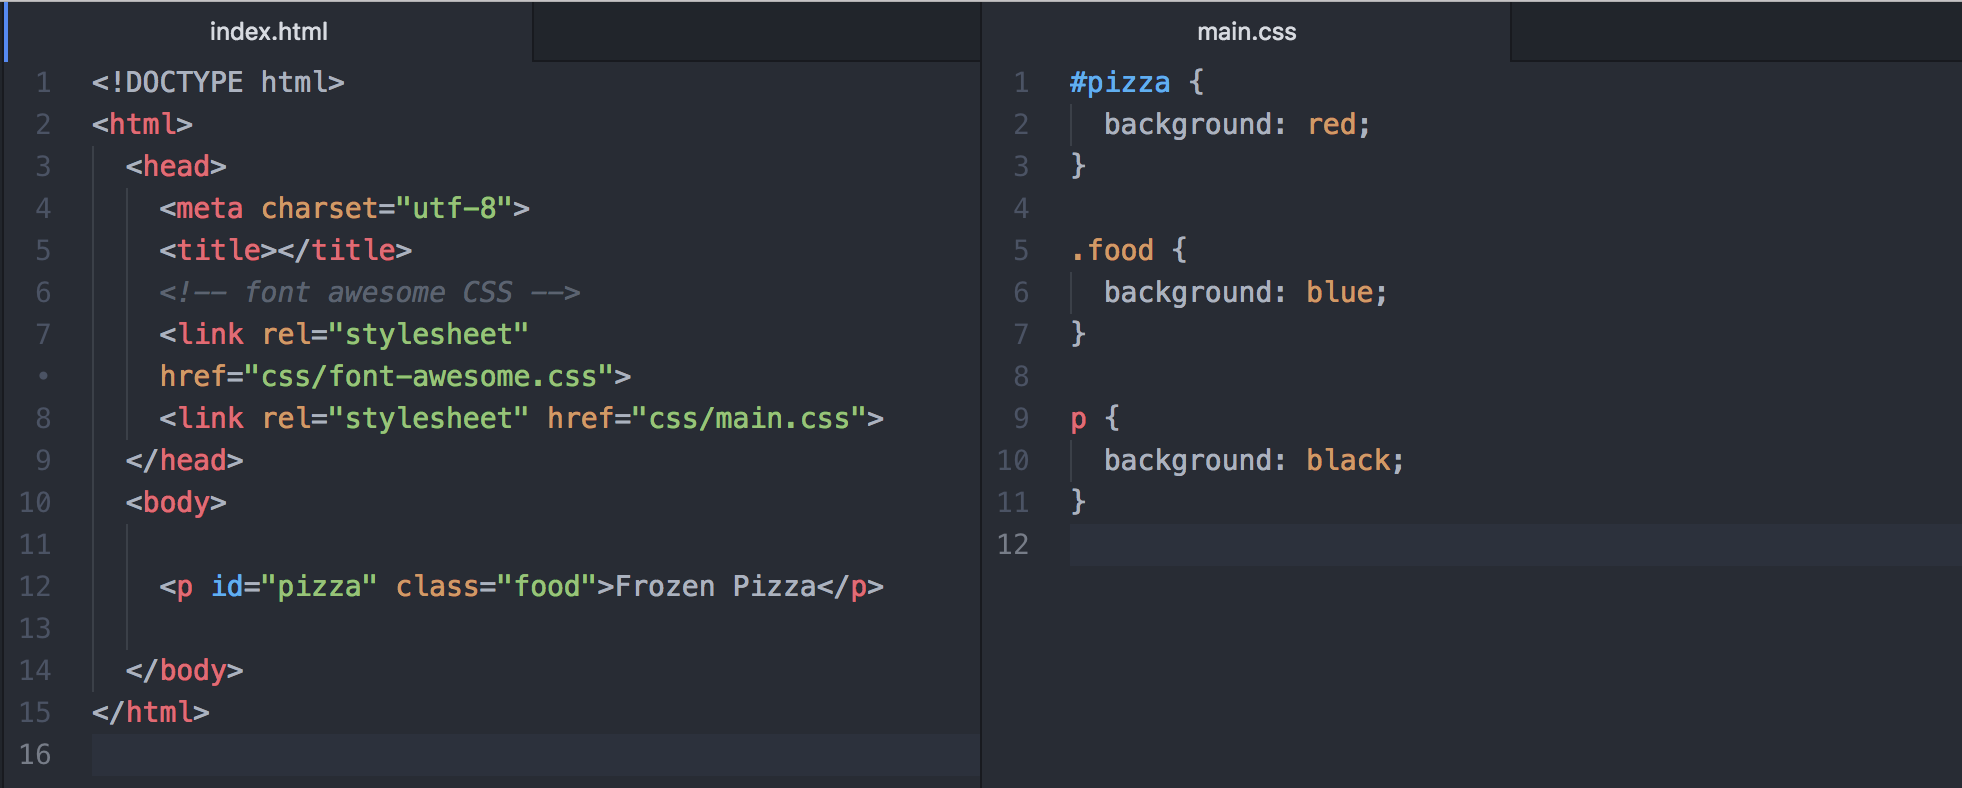 index.html
1 <!DOCTYPE html>
2 <html>
3   <head>
4     <meta charset="utf-8">
5     <title></title>
6     <!-- font awesome CSS -->
7     <link rel="stylesheet"
•     href="css/font-awesome.css">
8     <link rel="stylesheet" href="css/main.css">
9   </head>
10   <body>
11
12     <p id="pizza" class="food">Frozen Pizza</p>
13
14   </body>
15 </html>
16
main.css
1 #pizza {
2   background: red;
3 }
4
5 .food {
6   background: blue;
7 }
8
9 p {
10   background: black;
11 }
12